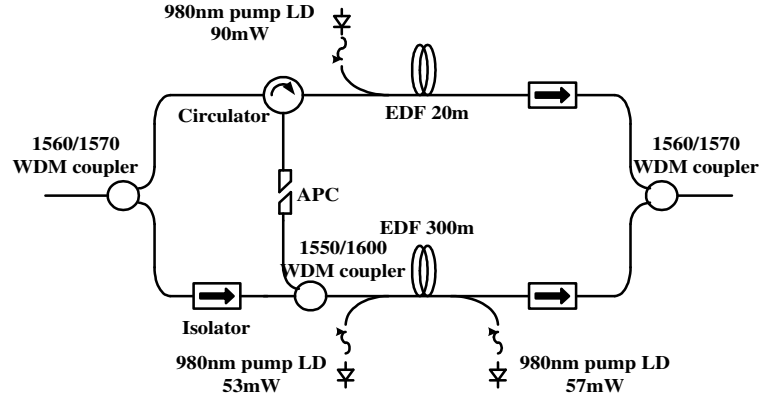 980nm pump LD
90mW
Circulator
EDF 20m
1560/1570
WDM coupler
1560/1570
WDM coupler
APC
EDF 300m
1550/1600
WDM coupler
Isolator
980nm pump LD
53mW
980nm pump LD
57mW